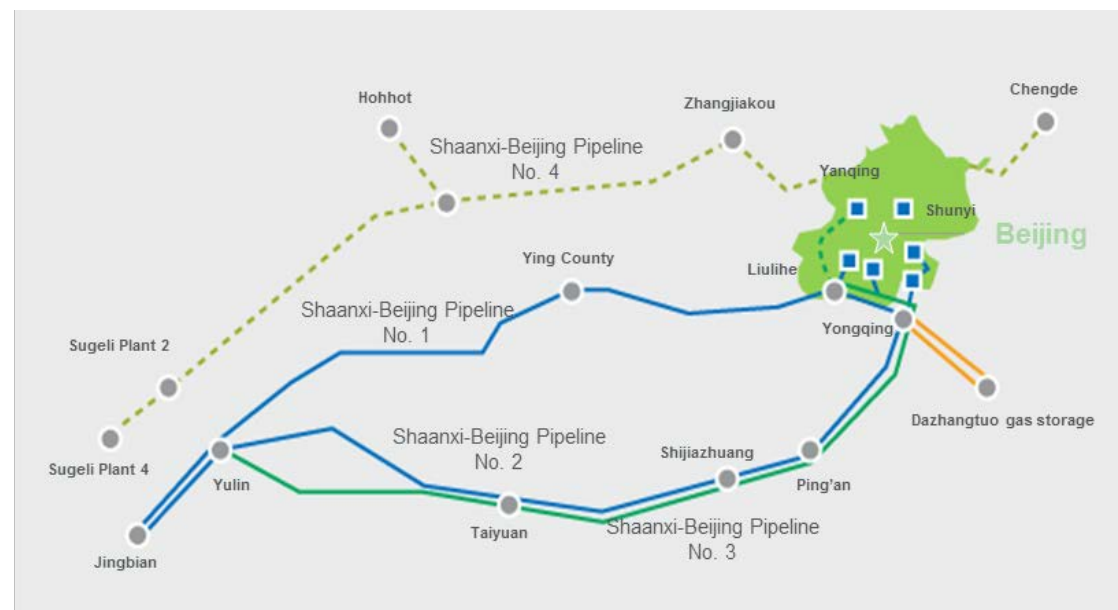 Chengde
Hohhot
Zhangjiakou
Shaanxi-Beijing Pipeline
No. 4
Yanqing
Shunyi
Beijing
Ying County
Liulihe
Shaanxi-Beijing Pipeline
No. 1
Yongqing
Sugeli Plant 2
Dazhangtuo gas storage
Shaanxi-Beijing Pipeline
No. 2
Shijiazhuang
Sugeli Plant 4
Yulin
Ping'an
Shaanxi-Beijing Pipeline
No. 3
Taiyuan
Jingbian